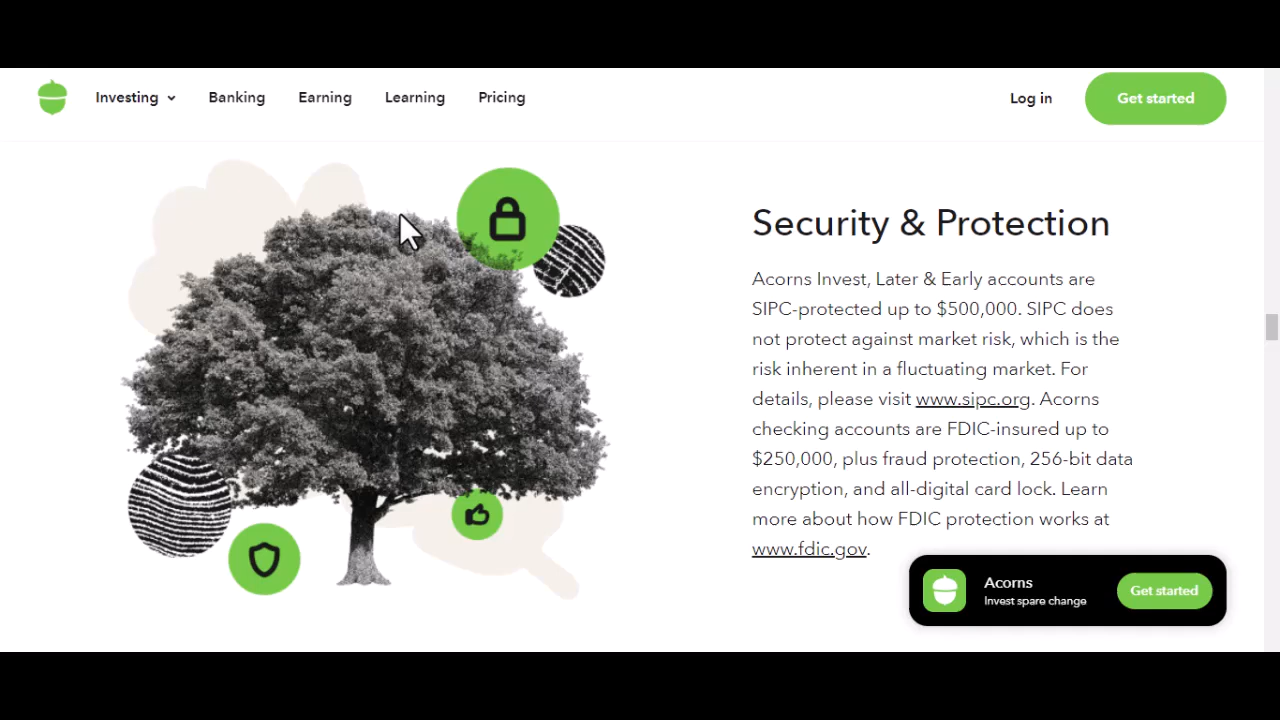 Investing
Banking
Earning
Learning
Pricing
Log in
Get started
Security & Protection
Acorns Invest, Later & Early accounts are
SIPC-protected up to $500,000. SIPC does
not protect against market risk, which is the
risk inherent in a fluctuating market. For
details, please visit www.sipc.org. Acorns
checking accounts are FDIC-insured up to
$250,000, plus fraud protection, 256-bit data
encryption, and all-digital card lock. Learn
more about how FDIC protection works at
www.fdic.gov.
Acorns
Invest spare change
Get started